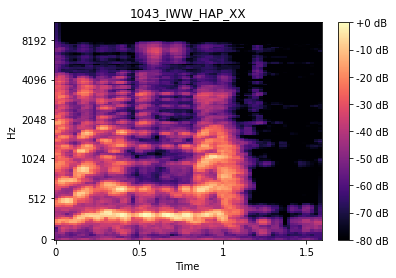 1043_IWW_HAP_XX
8192
4096
2048
1024
512
0
Hz
0
0.5
1
1.5
Time
+0 dB
-10 dB
-20 dB
-30 dB
-40 dB
-50 dB
-60 dB
-70 dB
-80 dB